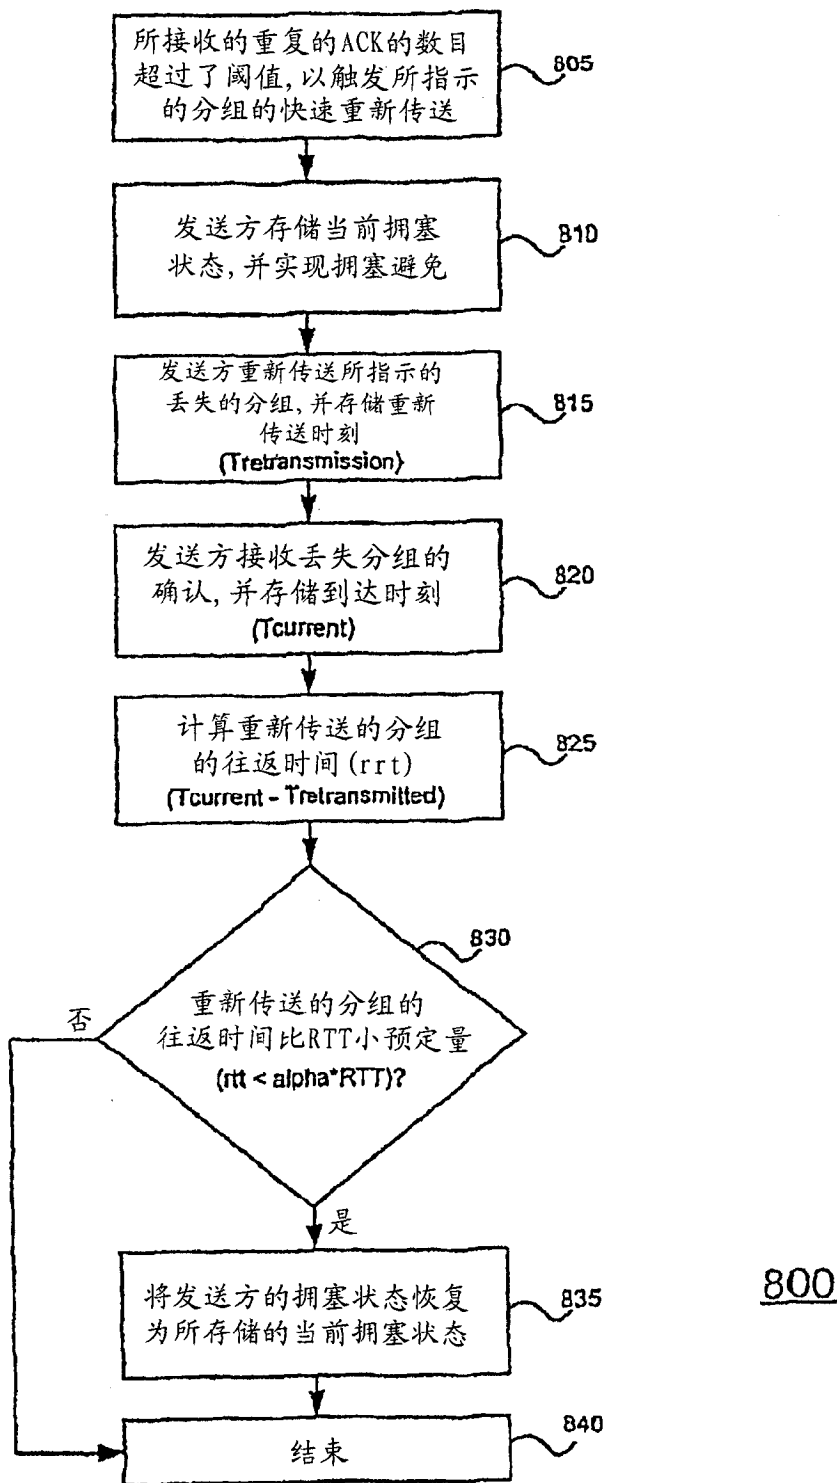 所接收的重复的ACK的数目
超过了阈值,以触发所指示
的分组的快速重新传送
805
发送方存储当前拥塞
状态,并实现拥塞避免
810
发送方重新传送所指示的
丢失的分组,并存储重新
传送时刻
(Tretransmission)
815
发送方接收丢失分组的
确认,并存储到达时刻
(Tcurrent)
820
计算重新传送的分组
的往返时间(rrt)
(Tcurrent - Tretransmitted)
825
830
重新传送的分组的
往返时间比RTT小预定量
(rtt < alpha*RTT)?
否
是
将发送方的拥塞状态恢复
为所存储的当前拥塞状态
835
800
结束
840